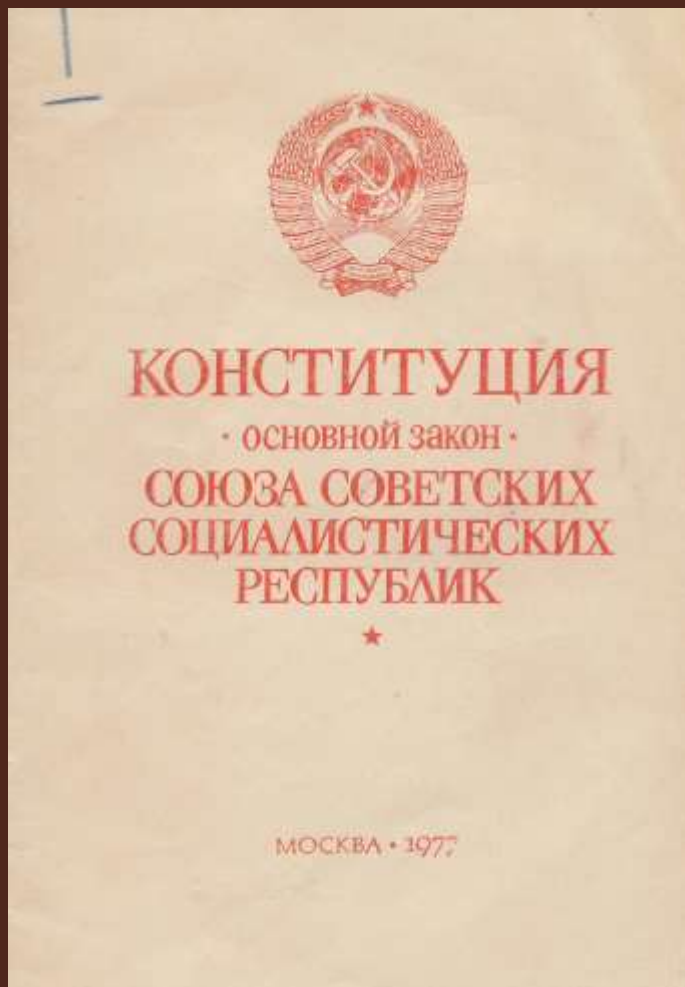 КОНСТИТУЦИЯ
· основной закон ·
СОЮЗА СОВЕТСКИХ
СОЦИАЛИСТИЧЕСКИХ
РЕСПУБЛИК
МОСКВА · 1977